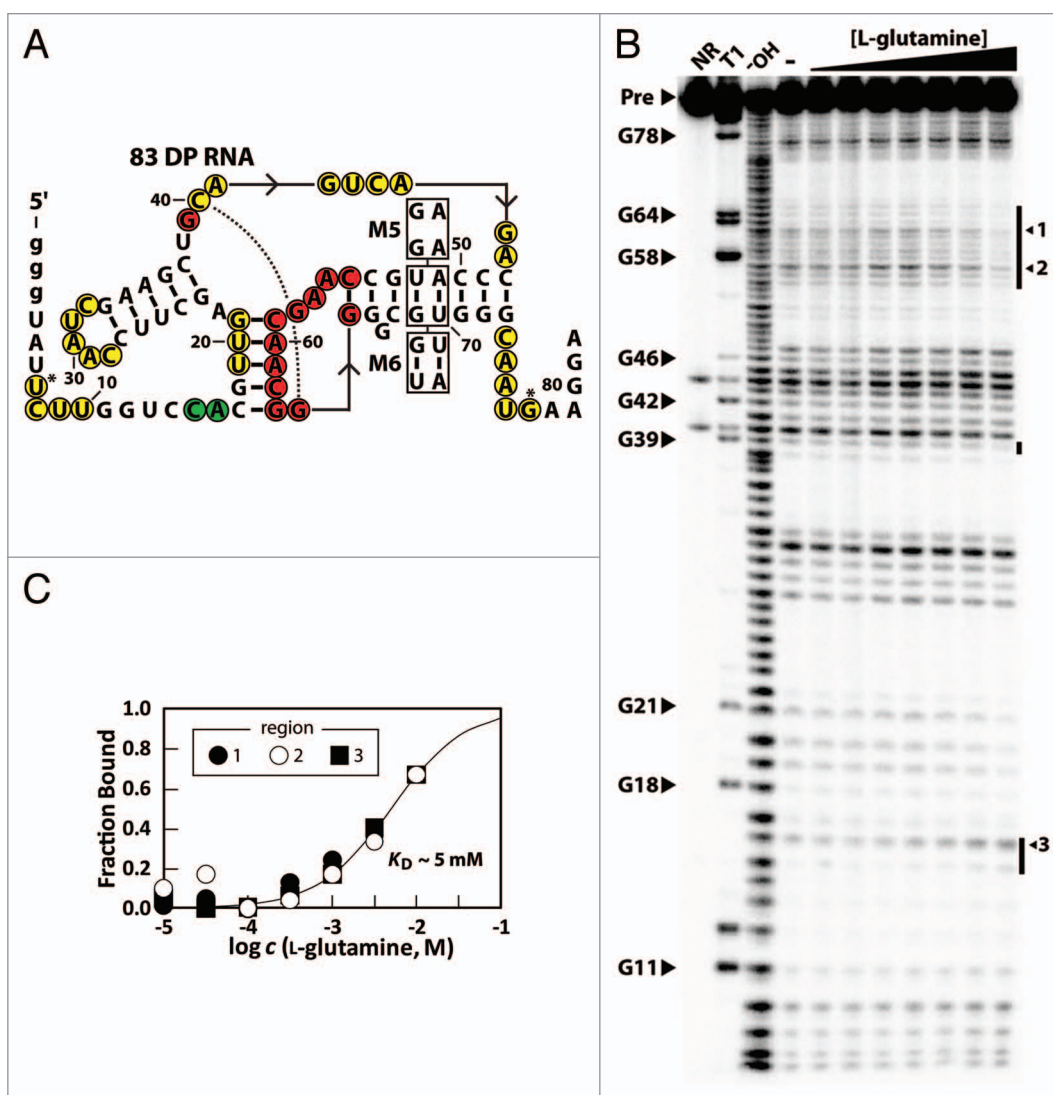 A
83 DP RNA
5'
g
g
g
U
A
U
U
*
C U U G G U C C A C
10
20
30
40
60
50
70
80
G U C A
M5
G A
G A
M6
G U
U A
C A A U G A A
*
A
G
G
A
B
[L-glutamine]
NR
T1
-OH
-
Pre
G78
G64
G58
G46
G42
G39
G21
G18
G11
1
2
3
C
region
1
2
3
Fraction Bound
1.0
0.8
0.6
0.4
0.2
0.0
-5
-4
-3
-2
-1
KD ~ 5 mM
log c (L-glutamine, M)